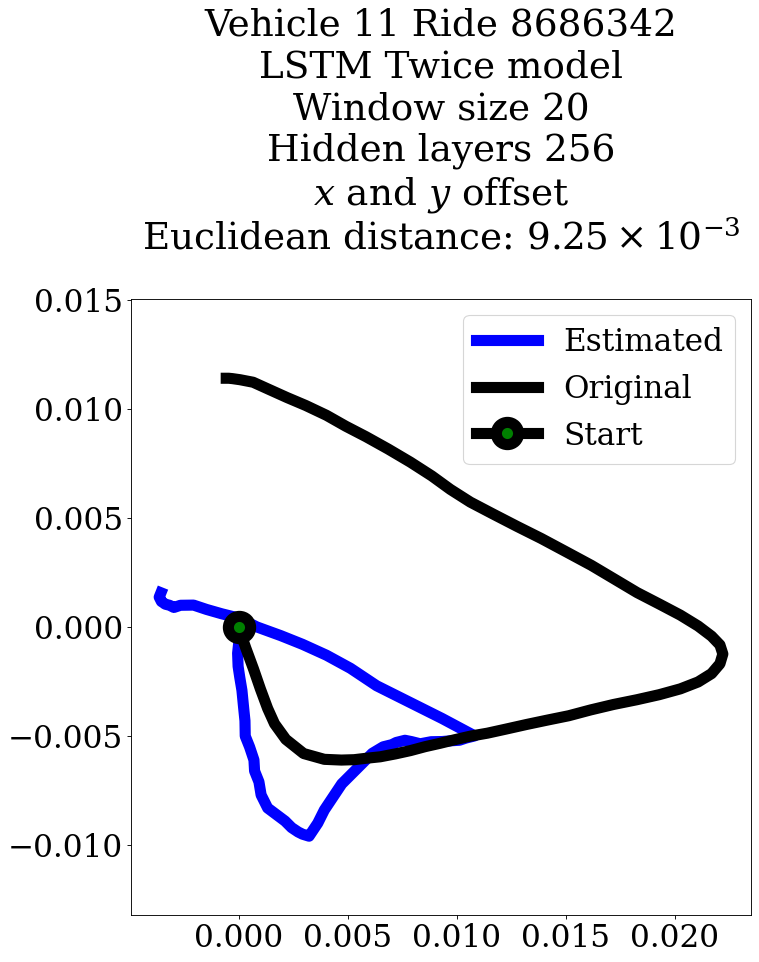 Vehicle 11 Ride 8686342
LSTM Twice model
Window size 20
Hidden layers 256
x and y offset
Euclidean distance: 9.25 × 10⁻³
0.015
0.010
0.005
0.000
−0.005
−0.010
Estimated
Original
Start
0.000 0.005 0.010 0.015 0.020